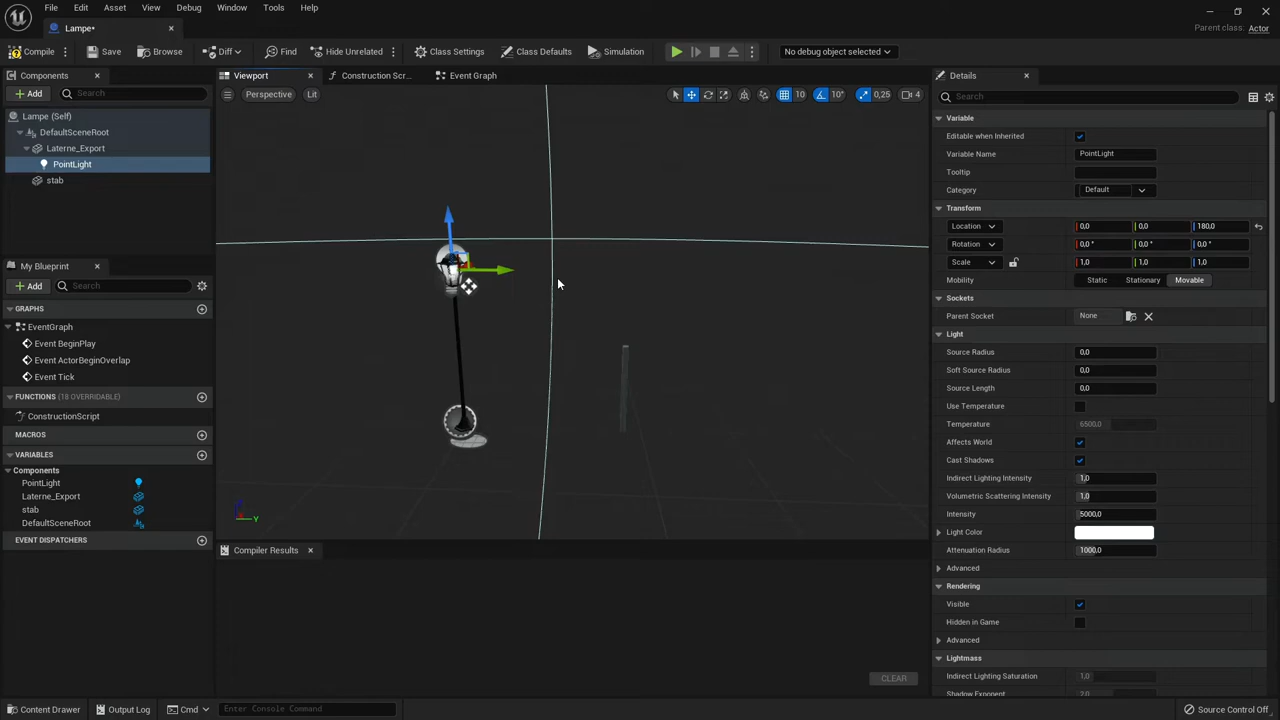 File Edit Asset View Debug Window Tools Help
Lampe*
Parent class: Actor
Compile Save Browse Diff Find Hide Unrelated Class Settings Class Defaults Simulation No debug object selected
Components
Add Search
Lampe (Self)
DefaultSceneRoot
Laterne_Export
PointLight
stab
My Blueprint
Add Search
GRAPHS
EventGraph
Event BeginPlay
Event ActorBeginOverlap
Event Tick
FUNCTIONS (18 OVERRIDABLE)
ConstructionScript
MACROS
VARIABLES
Components
PointLight
Laterne_Export
stab
DefaultSceneRoot
EVENT DISPATCHERS
Viewport Construction Scr... Event Graph
Perspective Lit 10 10° 0,25 4
Y
Compiler Results
CLEAR
Details
Search
Variable
Editable when Inherited
Variable Name PointLight
Tooltip
Category Default
Transform
Location 0,0 0,0 180,0
Rotation 0,0 ° 0,0 ° 0,0 °
Scale 1,0 1,0 1,0
Mobility Static Stationary Movable
Sockets
Parent Socket None
Light
Source Radius 0,0
Soft Source Radius 0,0
Source Length 0,0
Use Temperature
Temperature 6500,0
Affects World
Cast Shadows
Indirect Lighting Intensity 1,0
Volumetric Scattering Intensity 1,0
Intensity 5000,0
Light Color
Attenuation Radius 1000,0
Advanced
Rendering
Visible
Hidden in Game
Advanced
Lightmass
Indirect Lighting Saturation 1,0
Shadow Exponent 2,0
Content Drawer Output Log Cmd Enter Console Command Source Control Off